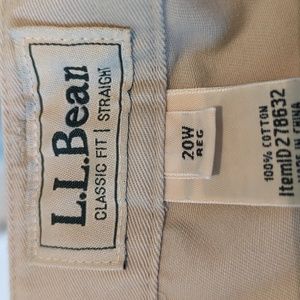 L.L.Bean
CLASSIC FIT | STRAIGHT
20W
REG
100% COTTON
ItemID278632
MADE IN CHINA